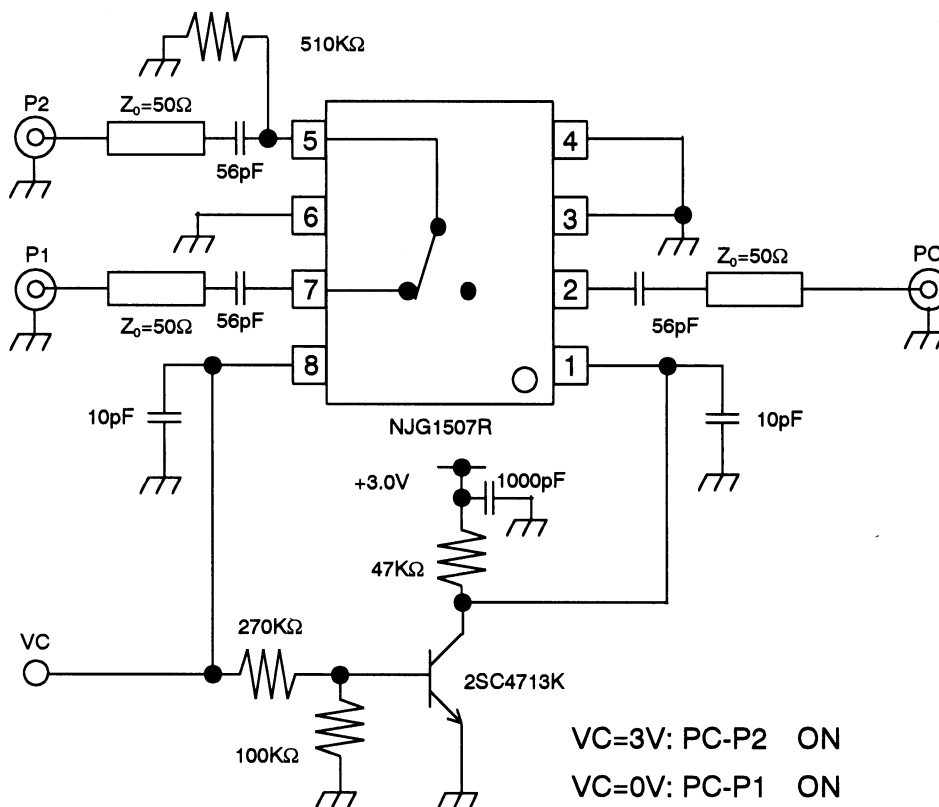 510KΩ
P2
Z₀=50Ω
56pF
5
4
6
3
P1
Z₀=50Ω
56pF
7
2
56pF
Z₀=50Ω
PC
8
1
10pF
10pF
NJG1507R
+3.0V
1000pF
47KΩ
VC
270KΩ
100KΩ
2SC4713K
VC=3V: PC-P2 ON
VC=0V: PC-P1 ON